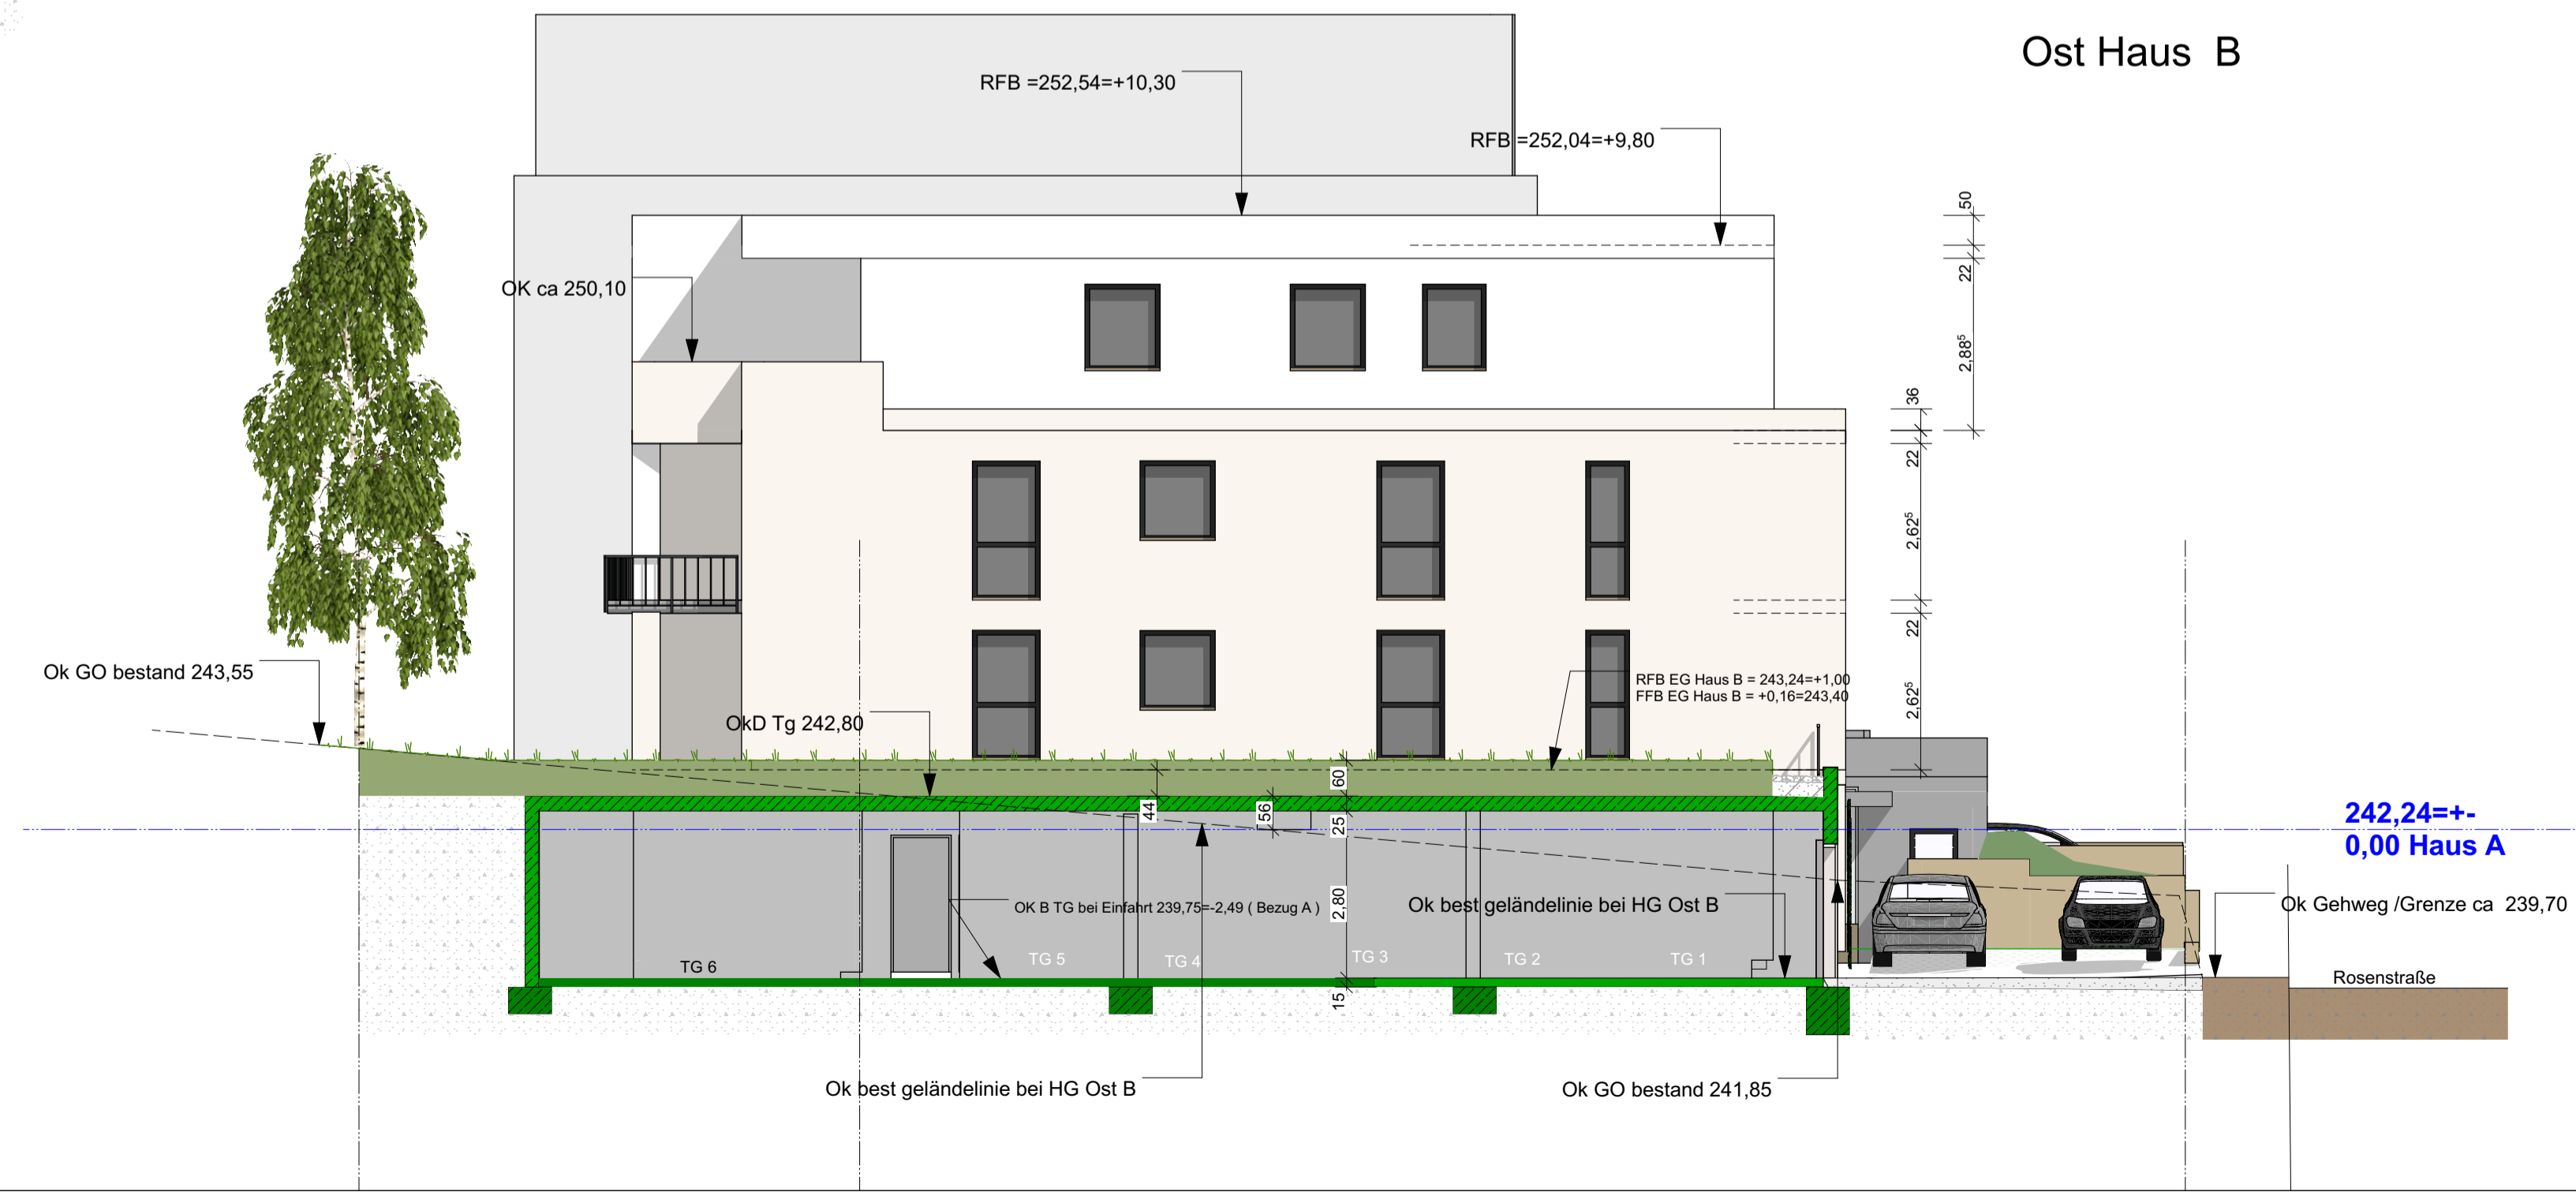 Ost Haus B
RFB =252,54=+10,30
RFB =252,04=+9,80
50
22
OK ca 250,10
2,88⁵
36
22
2,62⁵
22
Ok GO bestand 243,55
RFB EG Haus B = 243,24=+1,00
FFB EG Haus B = +0,16=243,40
2,62⁵
OkD Tg 242,80
60
44
56
25
242,24=+-
0,00 Haus A
OK B TG bei Einfahrt 239,75=-2,49 ( Bezug A )
2,80
Ok best geländelinie bei HG Ost B
Ok Gehweg /Grenze ca 239,70
TG 6
TG 5
TG 4
TG 3
TG 2
TG 1
Rosenstraße
15
Ok best geländelinie bei HG Ost B
Ok GO bestand 241,85